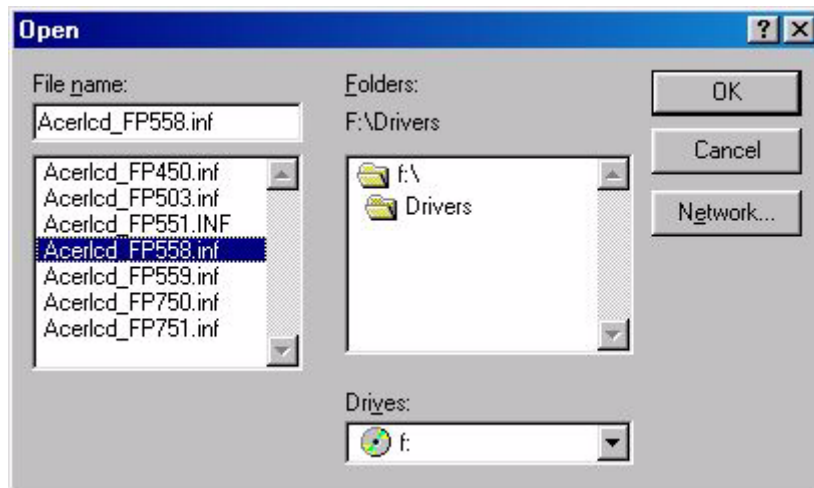 Open
File name:
Acerlcd_FP558.inf
Acerlcd_FP450.inf
Acerlcd_FP503.inf
Acerlcd_FP551.INF
Acerlcd_FP558.inf
Acerlcd_FP559.inf
Acerlcd_FP750.inf
Acerlcd_FP751.inf
Folders:
F:\Drivers
f:\
Drivers
Drives:
f:
OK
Cancel
Network...